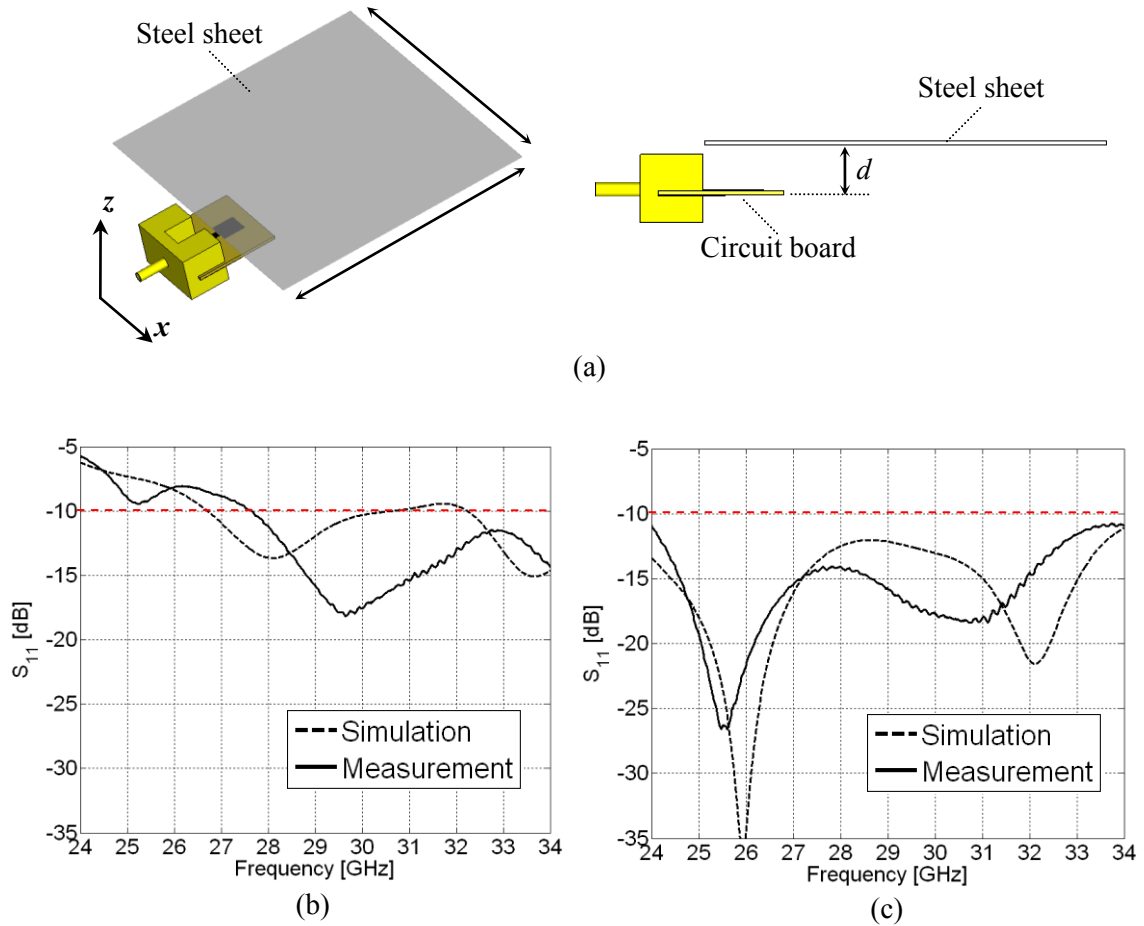 Steel sheet
z
x
Steel sheet
d
Circuit board
(a)
-5
-10
-15
-20
-25
-30
-35
S11 [dB]
Simulation
Measurement
24 25 26 27 28 29 30 31 32 33 34
Frequency [GHz]
(b)
-5
-10
-15
-20
-25
-30
-35
S11 [dB]
Simulation
Measurement
24 25 26 27 28 29 30 31 32 33 34
Frequency [GHz]
(c)